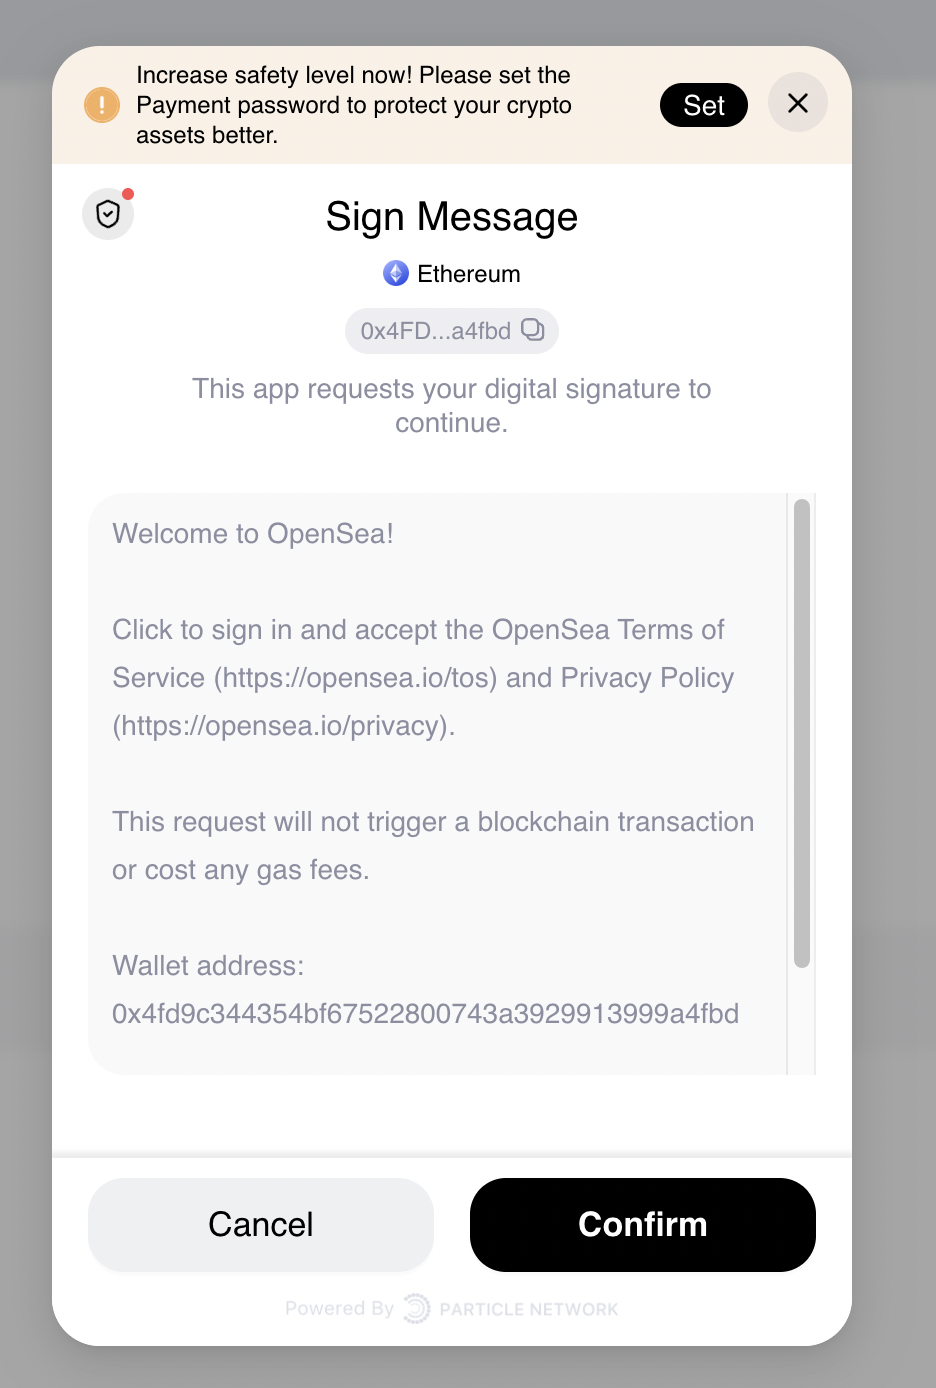 Increase safety level now! Please set the
Payment password to protect your crypto
assets better.
Set
Sign Message
Ethereum
0x4FD...a4fbd
This app requests your digital signature to
continue.
Welcome to OpenSea!
Click to sign in and accept the OpenSea Terms of
Service (https://opensea.io/tos) and Privacy Policy
(https://opensea.io/privacy).
This request will not trigger a blockchain transaction
or cost any gas fees.
Wallet address:
0x4fd9c344354bf67522800743a3929913999a4fbd
Cancel
Confirm
Powered By PARTICLE NETWORK